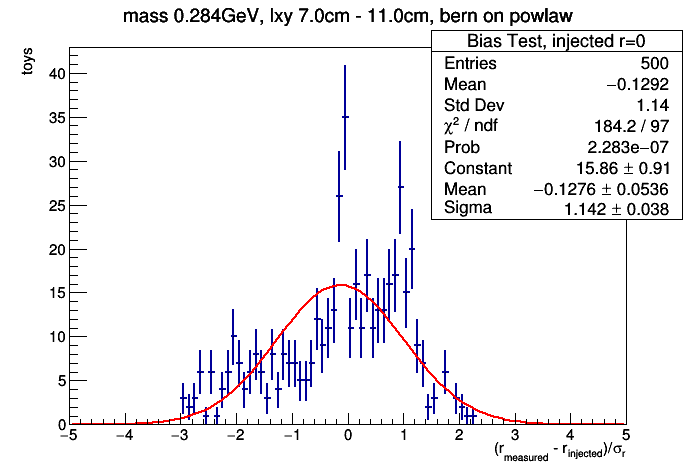 mass 0.284GeV, lxy 7.0cm - 11.0cm, bern on powlaw
Bias Test, injected r=0
Entries 500
Mean −0.1292
Std Dev 1.14
χ² / ndf 184.2 / 97
Prob 2.283e−07
Constant 15.86 ± 0.91
Mean −0.1276 ± 0.0536
Sigma 1.142 ± 0.038
toys
40
35
30
25
20
15
10
5
0
−5 −4 −3 −2 −1 0 1 2 3 4 5
(r_measured - r_injected)/σ_r